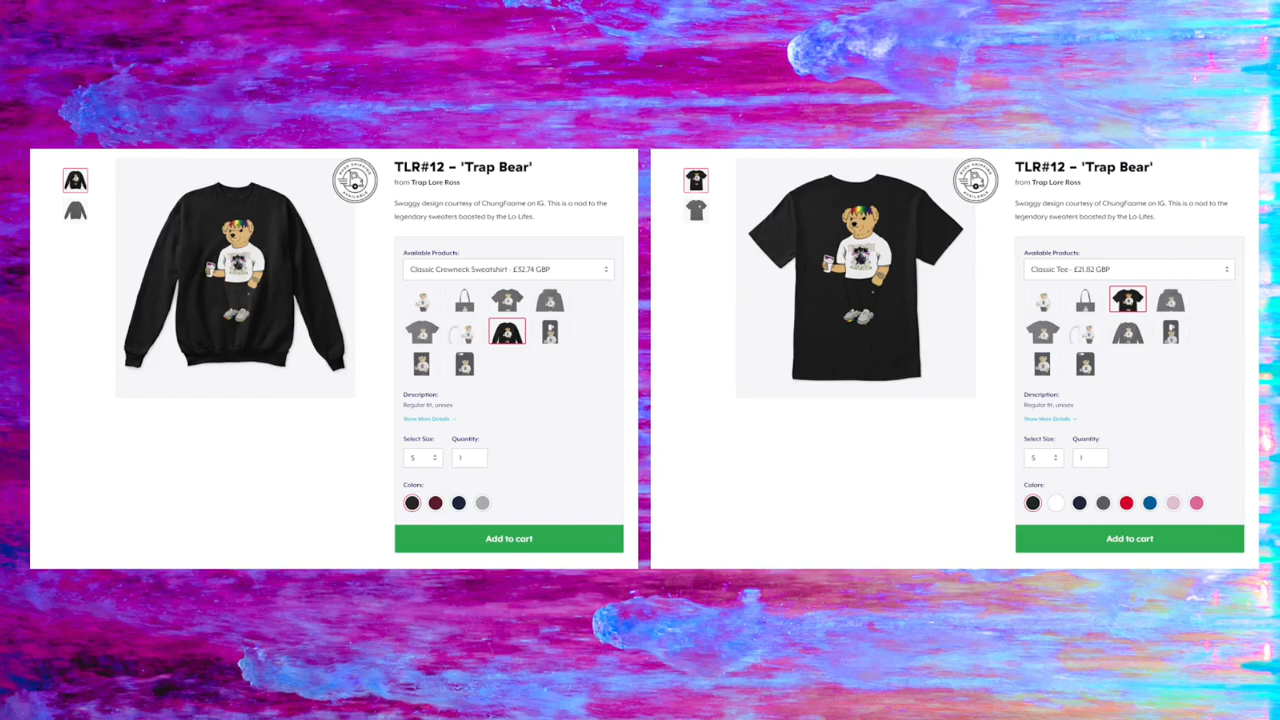 TLR#12 – 'Trap Bear'
from Trap Lore Ross
Swaggy design courtesy of ChungFaame on IG. This is a nod to the
legendary sweaters boosted by the Lo-Lifes.
Available Products:
Classic Crewneck Sweatshirt - £32.74 GBP
Description:
Regular fit, unisex
Show More Details
Select Size: Quantity:
S 1
Colors:
Add to cart
TLR#12 – 'Trap Bear'
from Trap Lore Ross
Swaggy design courtesy of ChungFaame on IG. This is a nod to the
legendary sweaters boosted by the Lo-Lifes.
Available Products:
Classic Tee - £21.82 GBP
Description:
Regular fit, unisex
Show More Details
Select Size: Quantity:
S 1
Colors:
Add to cart